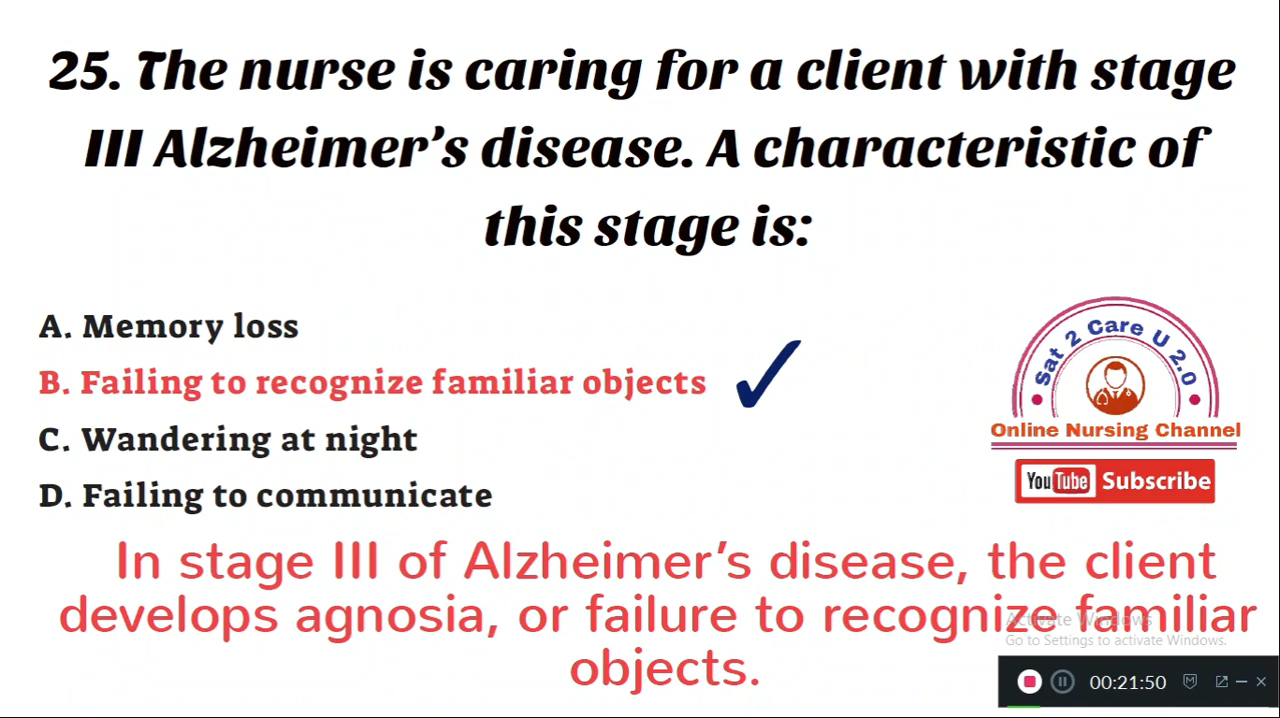 25. The nurse is caring for a client with stage
III Alzheimer's disease. A characteristic of
this stage is:
A. Memory loss
B. Failing to recognize familiar objects
C. Wandering at night
D. Failing to communicate
Sat 2 Care U 2.0
Online Nursing Channel
YouTube Subscribe
In stage III of Alzheimer's disease, the client
develops agnosia, or failure to recognize familiar
objects.
Activate Windows
Go to Settings to activate Windows.
00:21:50